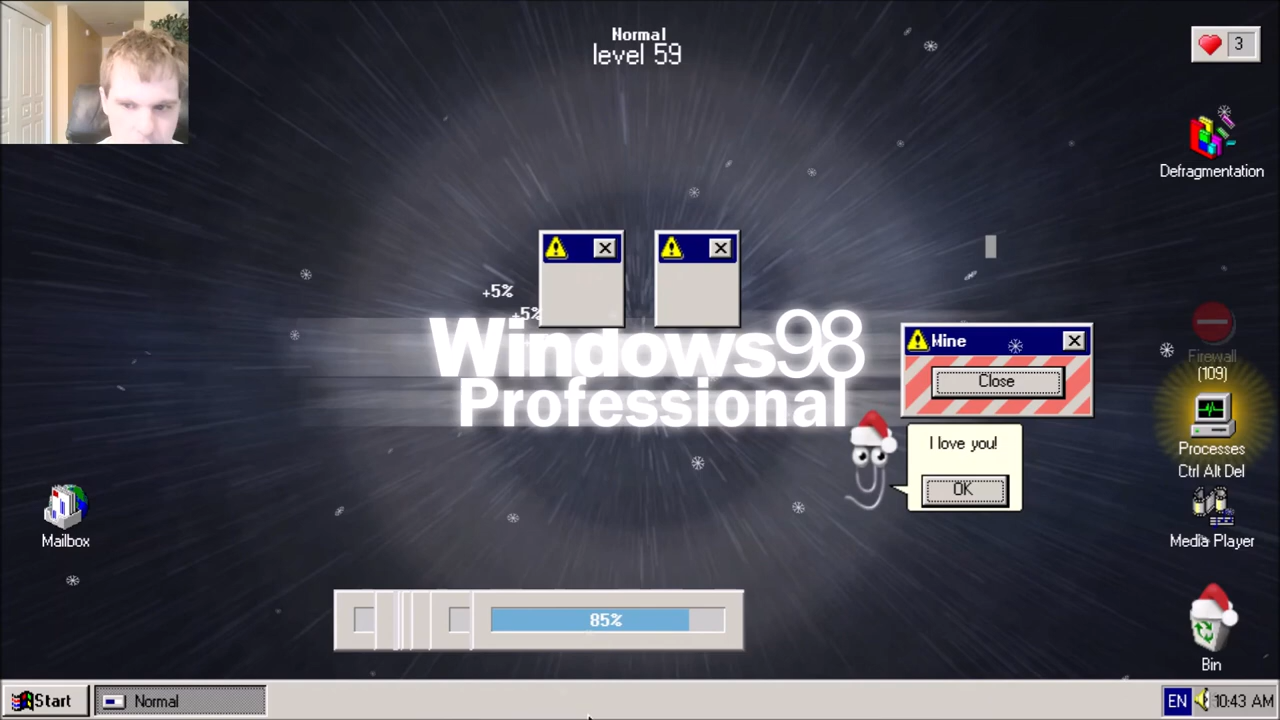 Normal
level 59
3
Defragmentation
+5%
+5%
Windows98
Professional
Mine
Close
I love you!
OK
Firewall
(109)
Processes
Ctrl Alt Del
Media Player
Mailbox
85%
Bin
Start
Normal
EN
10:43 AM